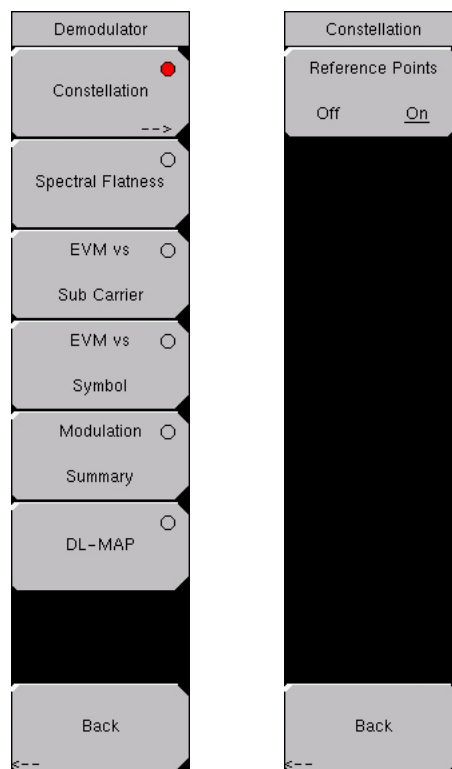 Demodulator
Constellation
-->
Spectral Flatness
EVM vs
Sub Carrier
EVM vs
Symbol
Modulation
Summary
DL-MAP
Back
<--
Constellation
Reference Points
Off On
Back
<--